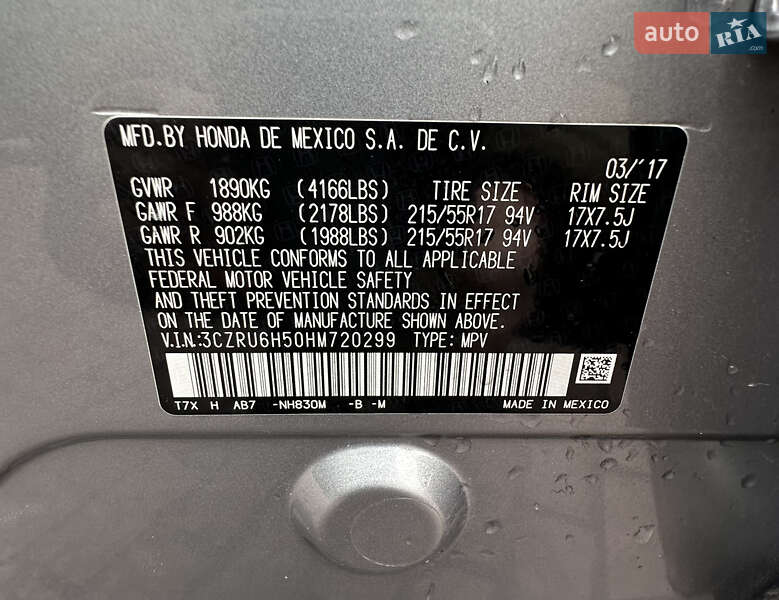 auto RIA.com
MFD.BY HONDA DE MEXICO S.A. DE C.V.
03/'17
GVWR 1890KG (4166LBS) TIRE SIZE RIM SIZE
GAWR F 988KG (2178LBS) 215/55R17 94V 17X7.5J
GAWR R 902KG (1988LBS) 215/55R17 94V 17X7.5J
THIS VEHICLE CONFORMS TO ALL APPLICABLE
FEDERAL MOTOR VEHICLE SAFETY
AND THEFT PREVENTION STANDARDS IN EFFECT
ON THE DATE OF MANUFACTURE SHOWN ABOVE.
V.I.N.:3CZRU6H50HM720299 TYPE: MPV
T7X H AB7 -NH830M -B -M MADE IN MEXICO